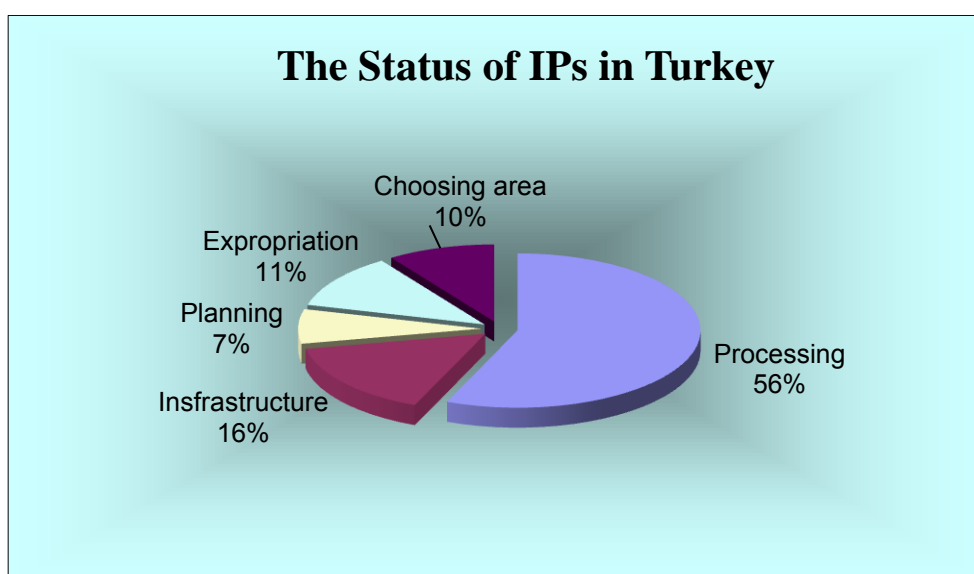 The Status of IPs in Turkey
Choosing area
10%
Expropriation
11%
Planning
7%
Insfrastructure
16%
Processing
56%